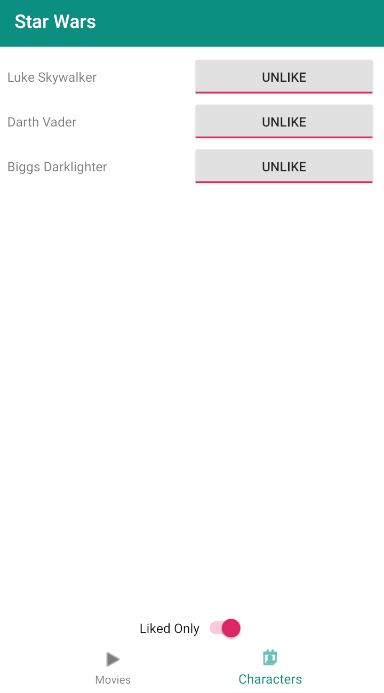 Star Wars
Luke Skywalker UNLIKE
Darth Vader UNLIKE
Biggs Darklighter UNLIKE
Liked Only
Movies Characters